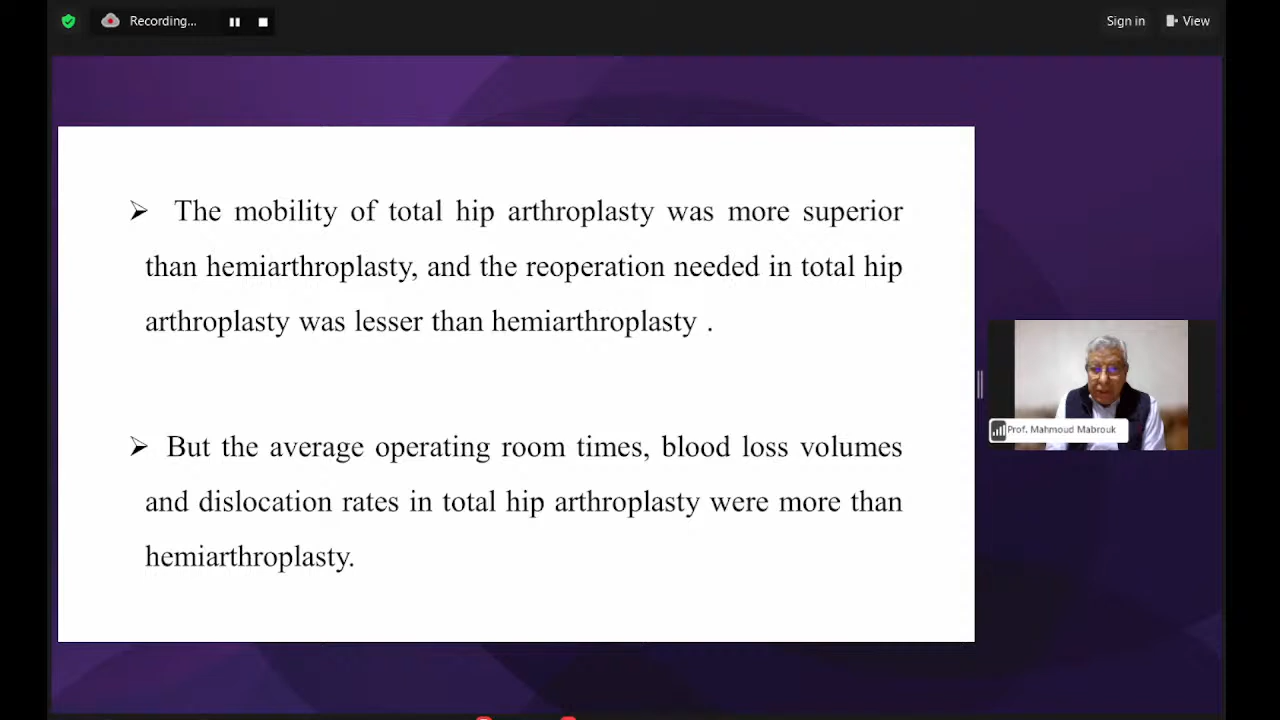 Recording...
Sign in
View
➢ The mobility of total hip arthroplasty was more superior
than hemiarthroplasty, and the reoperation needed in total hip
arthroplasty was lesser than hemiarthroplasty .
➢ But the average operating room times, blood loss volumes
and dislocation rates in total hip arthroplasty were more than
hemiarthroplasty.
Prof. Mahmoud Mabrouk